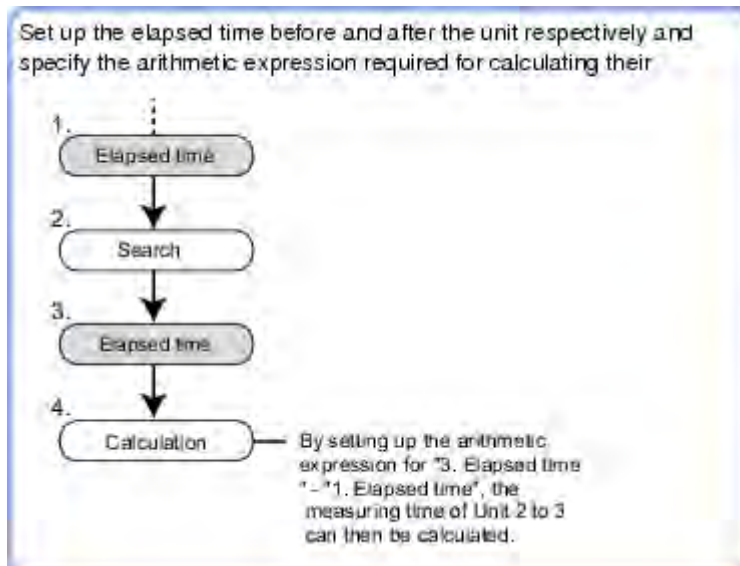 Set up the elapsed time before and after the unit respectively and
specify the arithmetic expression required for calculating their
1.
Elapsed time
2.
Search
3.
Elapsed time
4.
Calculation
By setting up the arithmetic
expression for "3. Elapsed time
" - "1. Elapsed time", the
measuring time of Unit 2 to 3
can then be calculated.